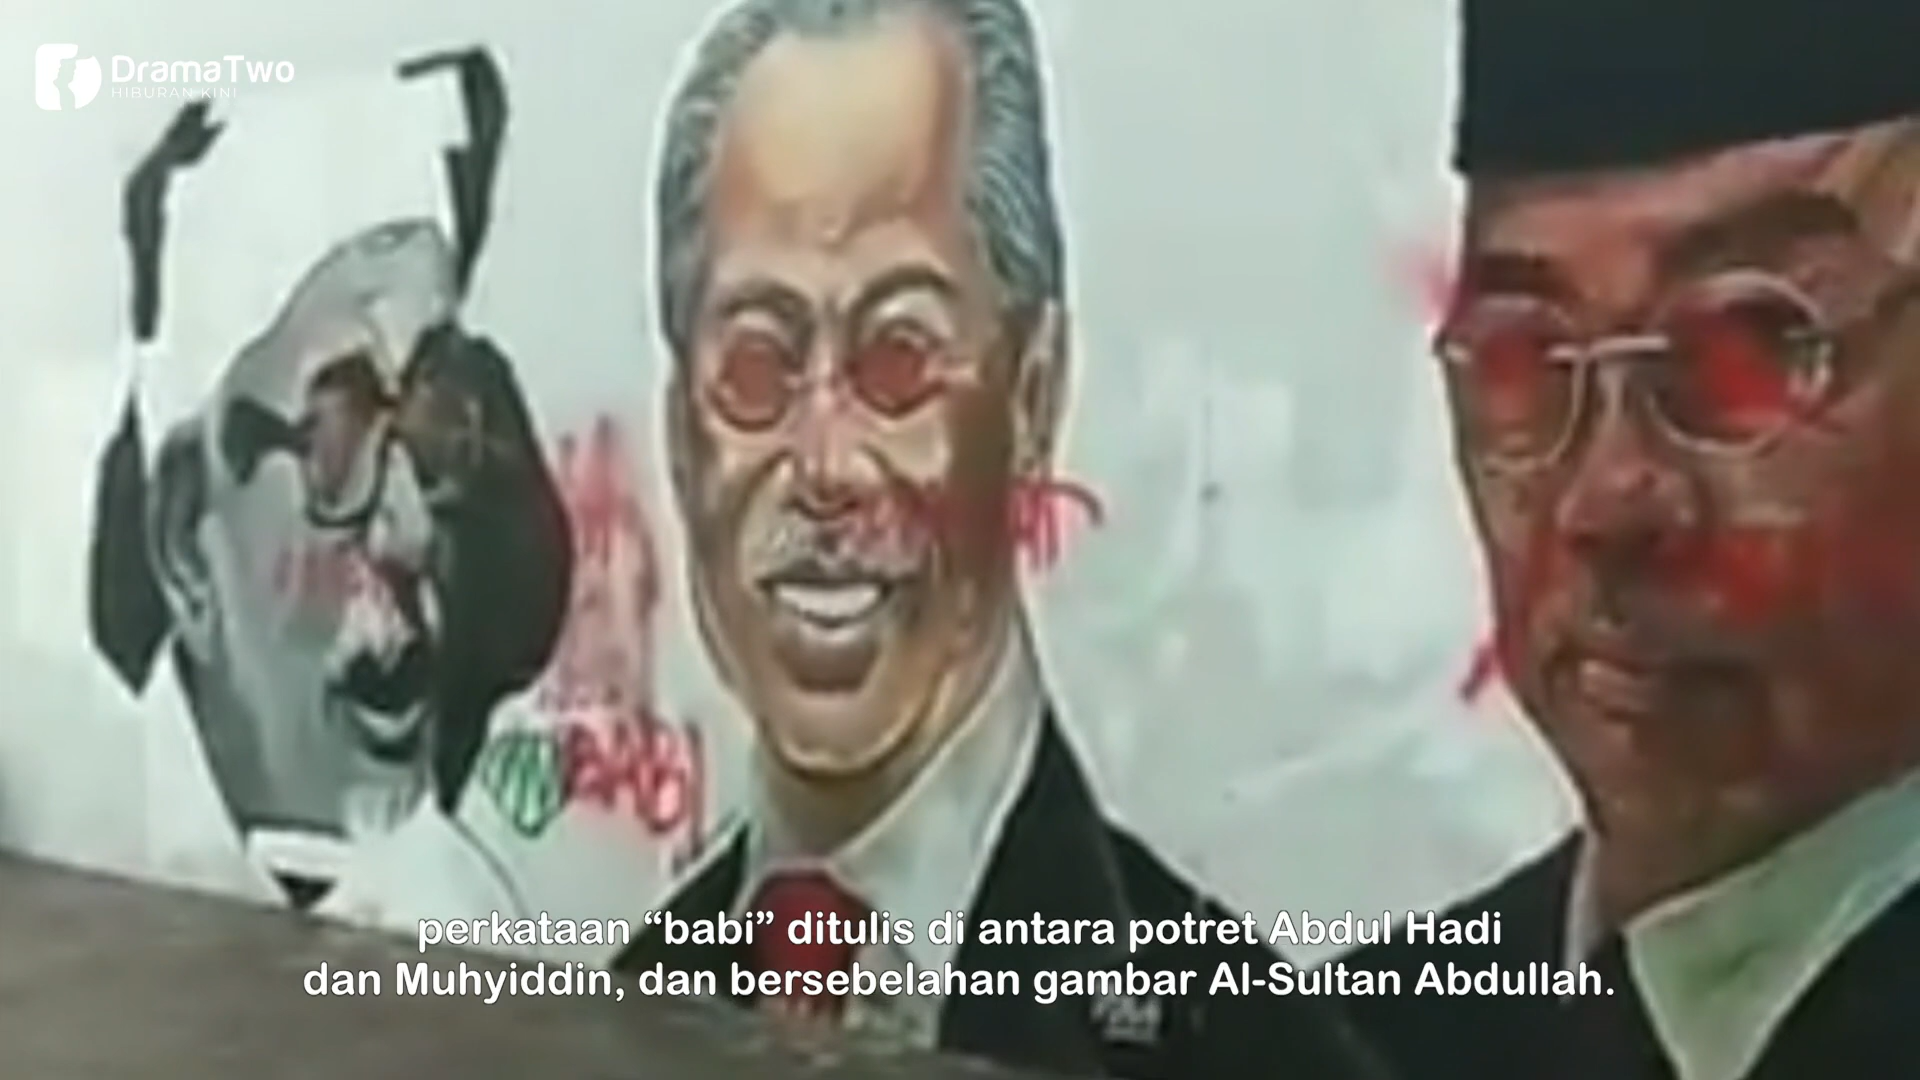 DramaTwo
HIBURAN KINI
BABI
perkataan “babi” ditulis di antara potret Abdul Hadi
dan Muhyiddin, dan bersebelahan gambar Al-Sultan Abdullah.